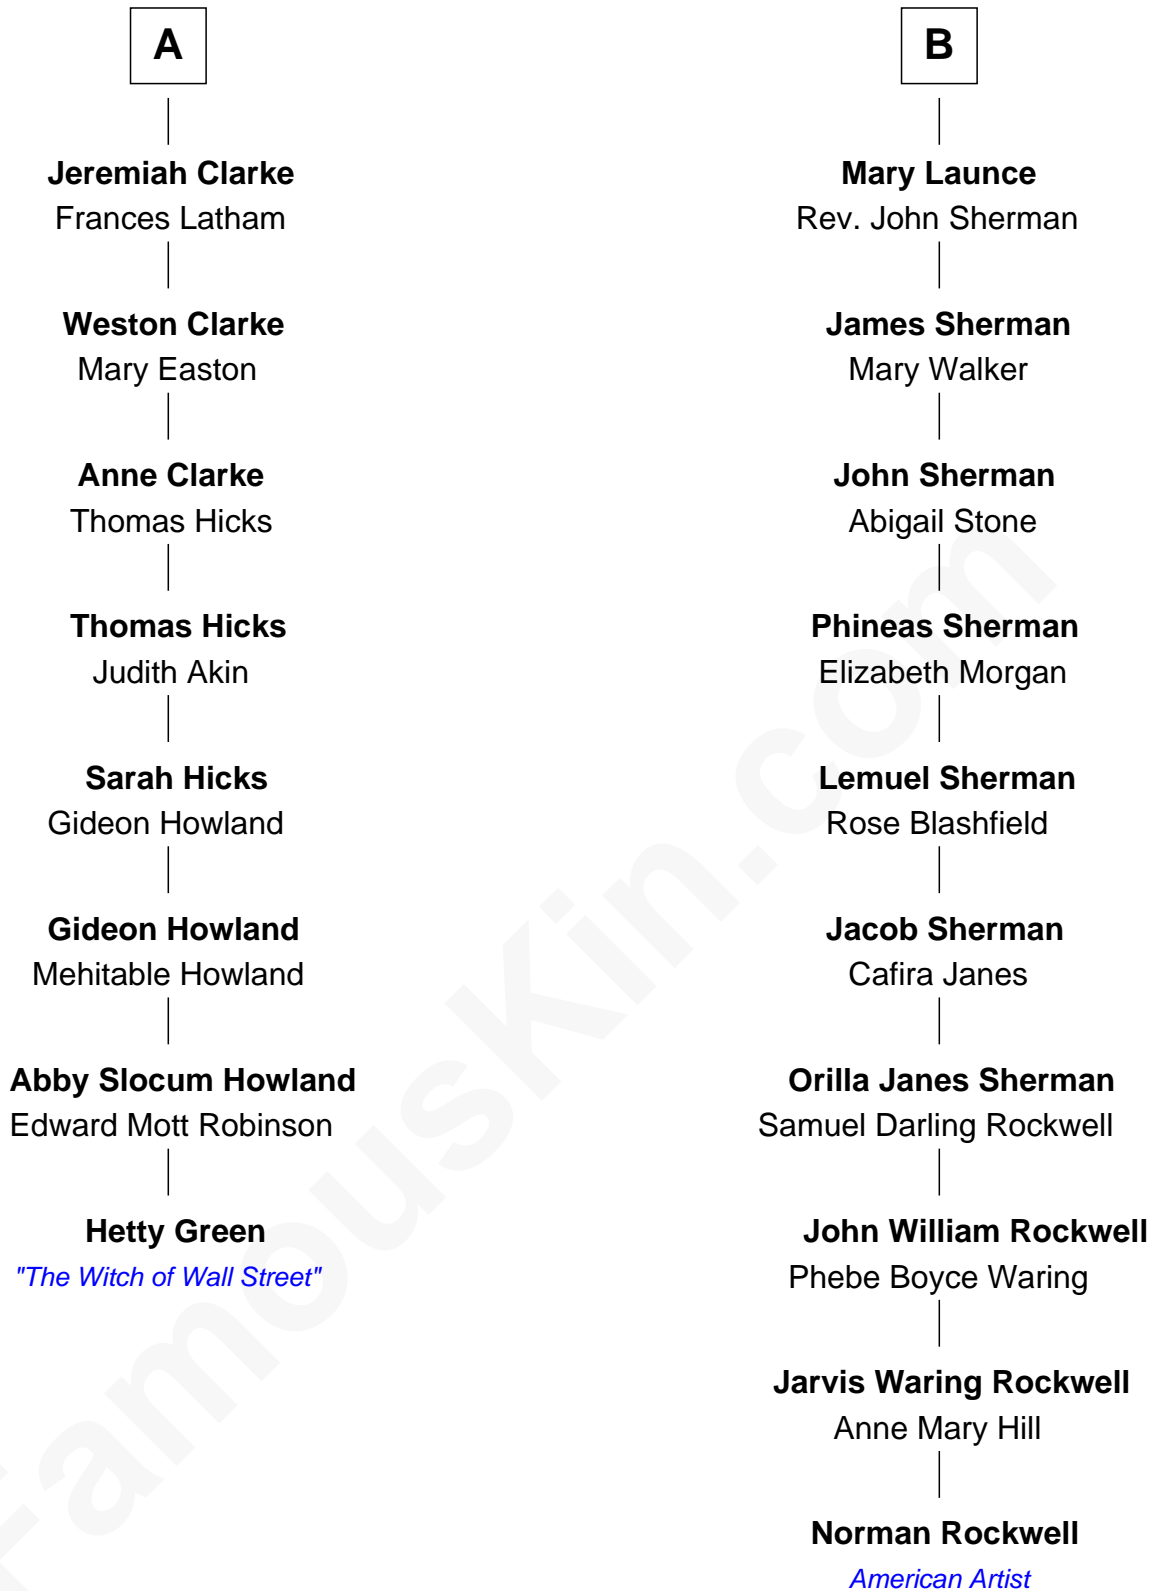 A
Jeremiah Clarke
Frances Latham
Weston Clarke
Mary Easton
Anne Clarke
Thomas Hicks
Thomas Hicks
Judith Akin
Sarah Hicks
Gideon Howland
Gideon Howland
Mehitable Howland
Abby Slocum Howland
Edward Mott Robinson
Hetty Green
"The Witch of Wall Street"
B
Mary Launce
Rev. John Sherman
James Sherman
Mary Walker
John Sherman
Abigail Stone
Phineas Sherman
Elizabeth Morgan
Lemuel Sherman
Rose Blashfield
Jacob Sherman
Cafira Janes
Orilla Janes Sherman
Samuel Darling Rockwell
John William Rockwell
Phebe Boyce Waring
Jarvis Waring Rockwell
Anne Mary Hill
Norman Rockwell
American Artist
FamousKin.com